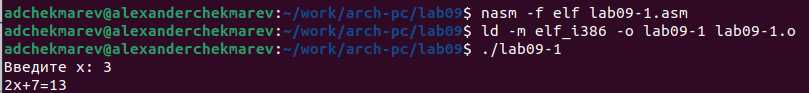 adchekmarev@alexanderchekmarev:~/work/arch-pc/lab09$ nasm -f elf lab09-1.asm
adchekmarev@alexanderchekmarev:~/work/arch-pc/lab09$ ld -m elf_i386 -o lab09-1 lab09-1.o
adchekmarev@alexanderchekmarev:~/work/arch-pc/lab09$ ./lab09-1
Введите x: 3
2x+7=13